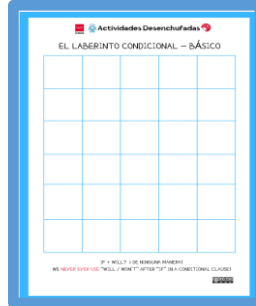 Actividades Desenchufadas
EL LABERINTO CONDICIONAL – BÁSICO
"IF + WILL"? ¡ DE NINGUNA MANERA!
WE NEVER EVER USE "WILL / WON'T" AFTER "IF" IN A CONDITIONAL CLAUSE!